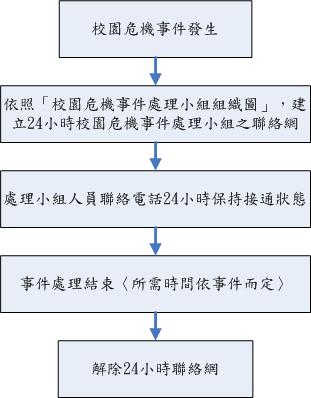 校園危機事件發生
依照「校園危機事件處理小組組織圖」，建
立24小時校園危機事件處理小組之聯絡網
處理小組人員聯絡電話24小時保持接通狀態
事件處理結束〈所需時間依事件而定〉
解除24小時聯絡網